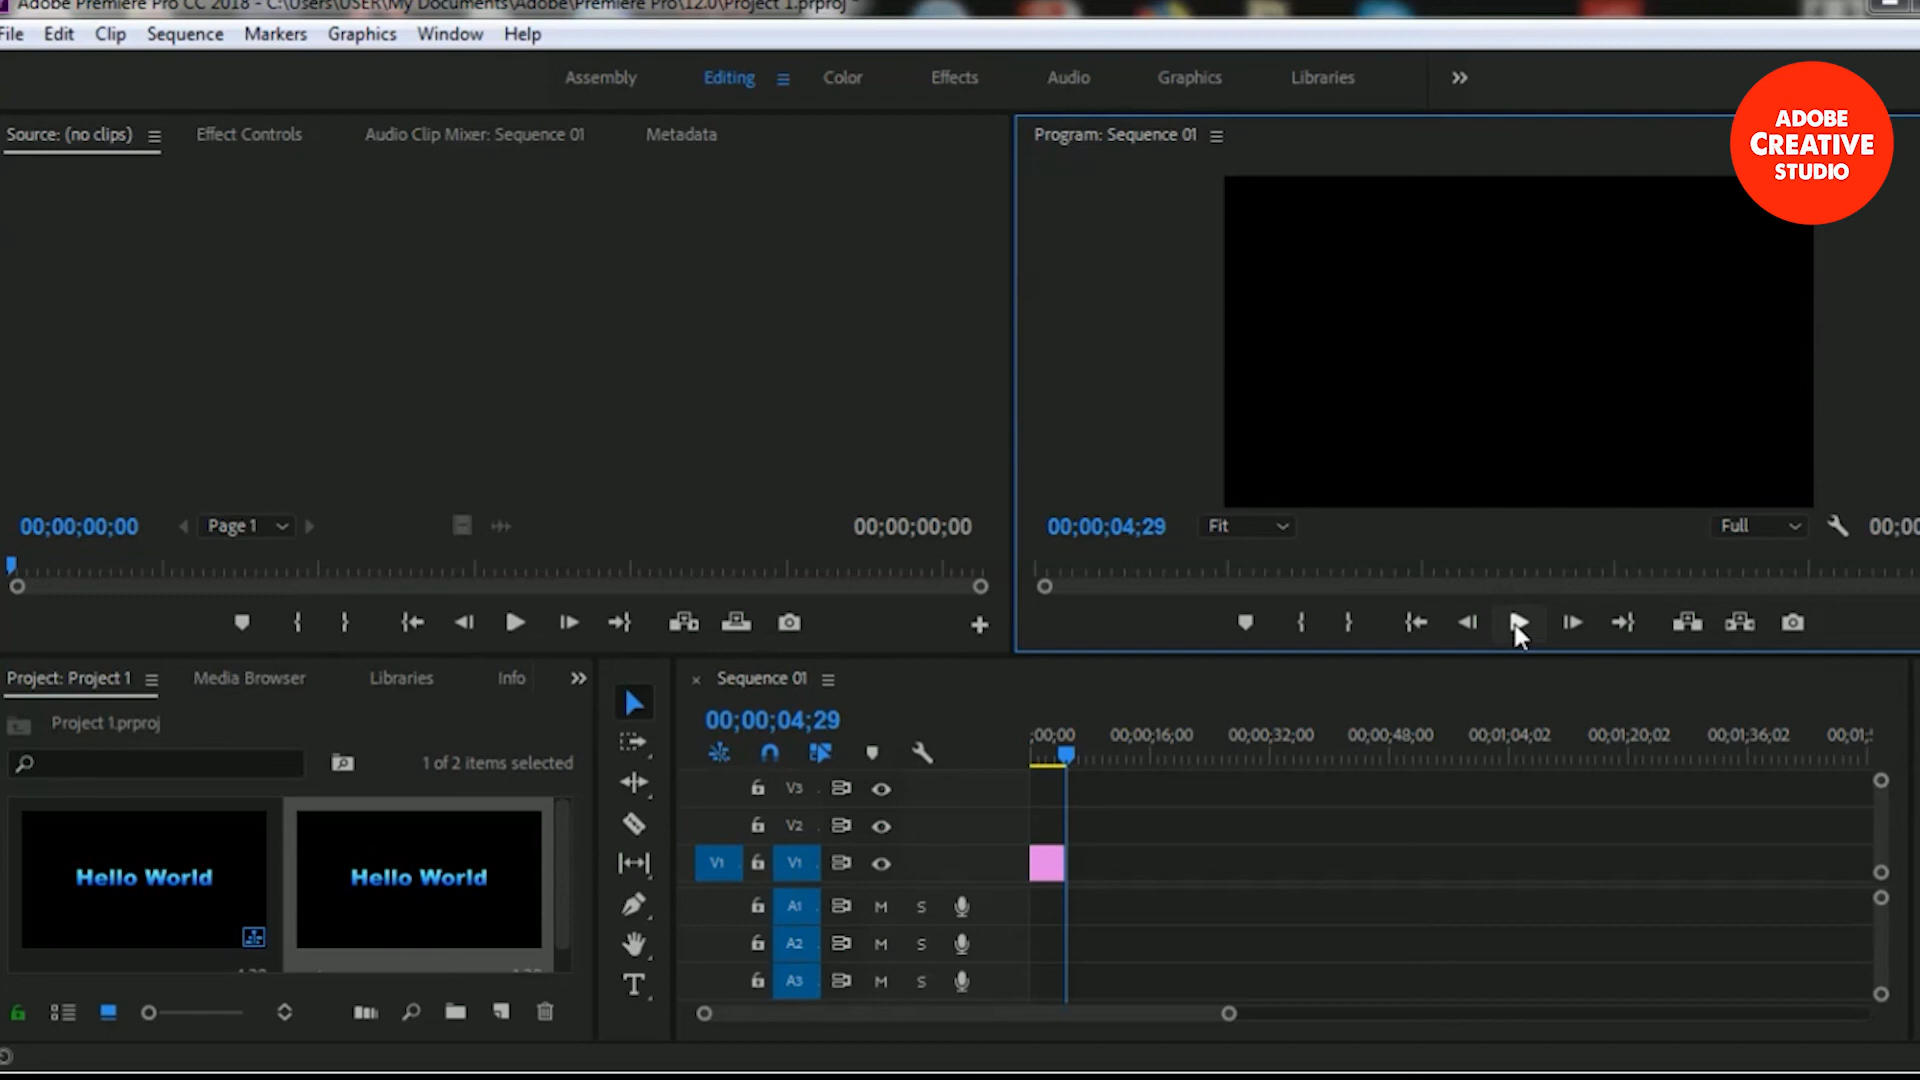 Adobe Premiere Pro CC 2018 - C:\Users\USER\My Documents\Adobe\Premiere Pro\12.0\Project 1.prproj *
File Edit Clip Sequence Markers Graphics Window Help
Assembly Editing Color Effects Audio Graphics Libraries
ADOBE
CREATIVE
STUDIO
Source: (no clips) Effect Controls Audio Clip Mixer: Sequence 01 Metadata
Program: Sequence 01
00;00;00;00 Page 1 00;00;00;00
00;00;04;29 Fit Full 00;00
Project: Project 1 Media Browser Libraries Info
Project 1.prproj
1 of 2 items selected
Hello World
Hello World
Sequence 01
00;00;04;29
;00;00 00;00;16;00 00;00;32;00 00;00;48;00 00;01;04;02 00;01;20;02 00;01;36;02 00;01;
V3
V2
V1 V1
A1 M S
A2 M S
A3 M S
T